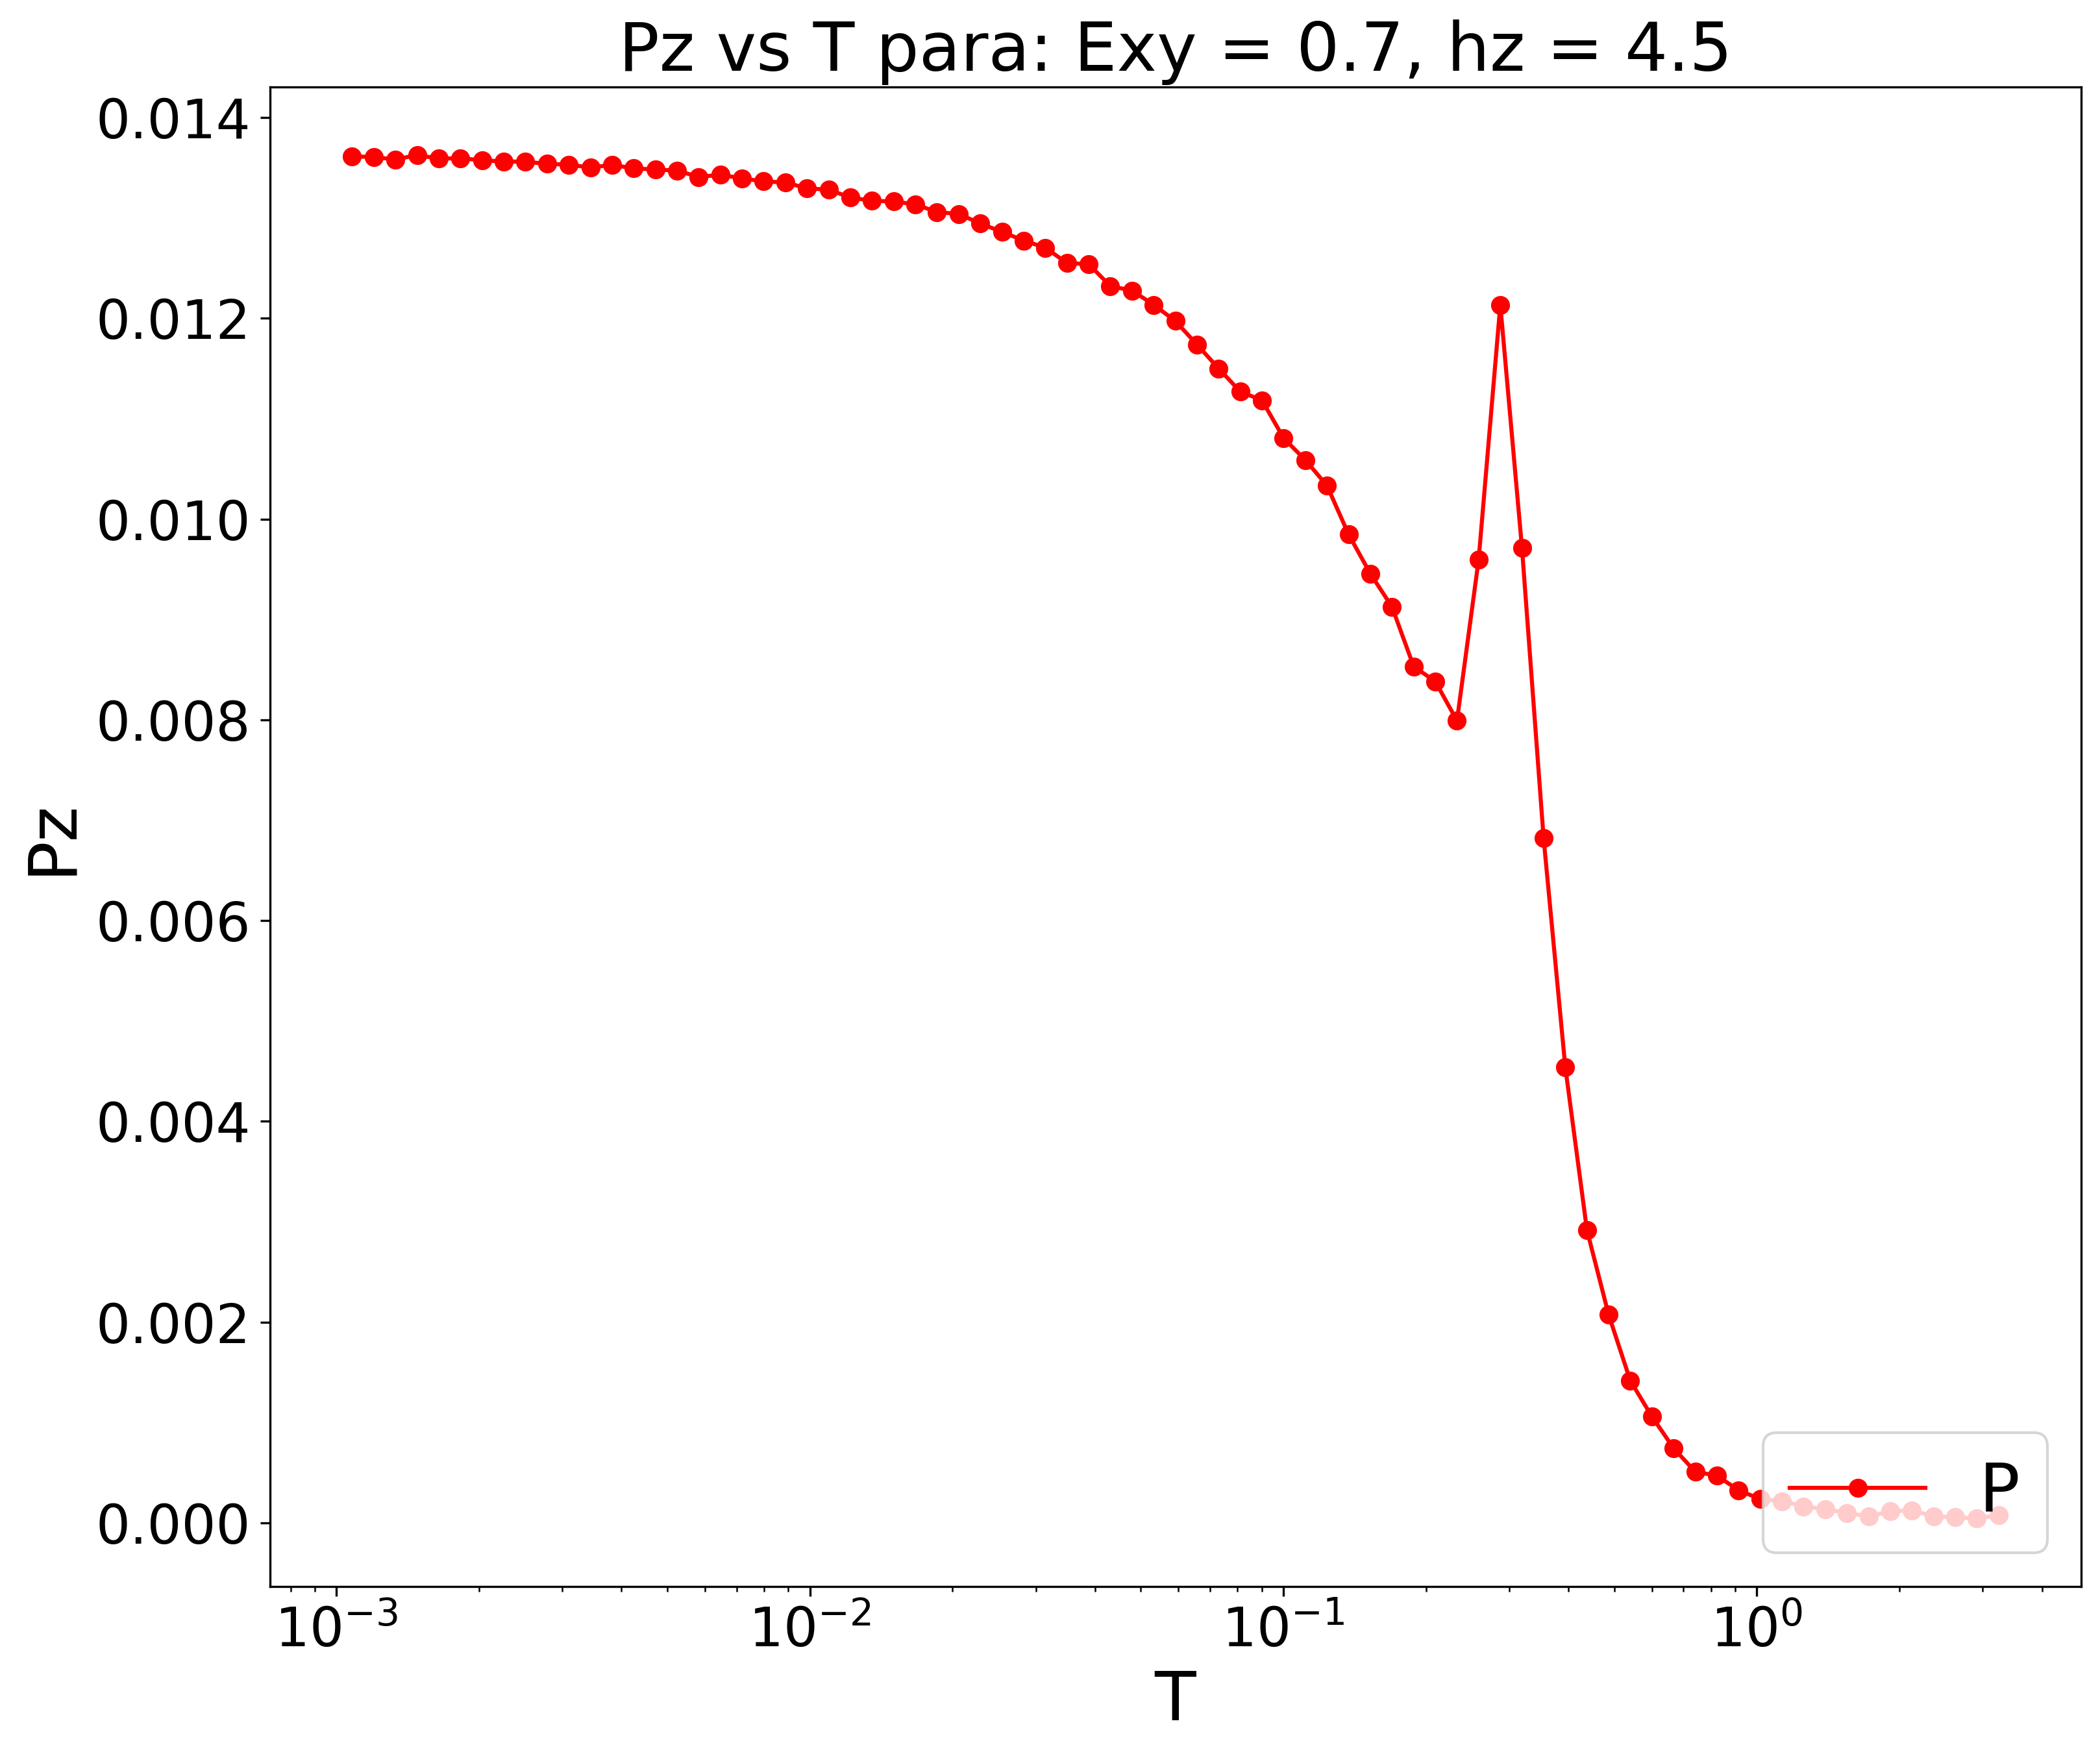 Pz vs T para: Exy = 0.7, hz = 4.5
0.014
0.012
0.010
0.008
0.006
0.004
0.002
0.000
Pz
P
10⁻³ 10⁻² 10⁻¹ 10⁰
T